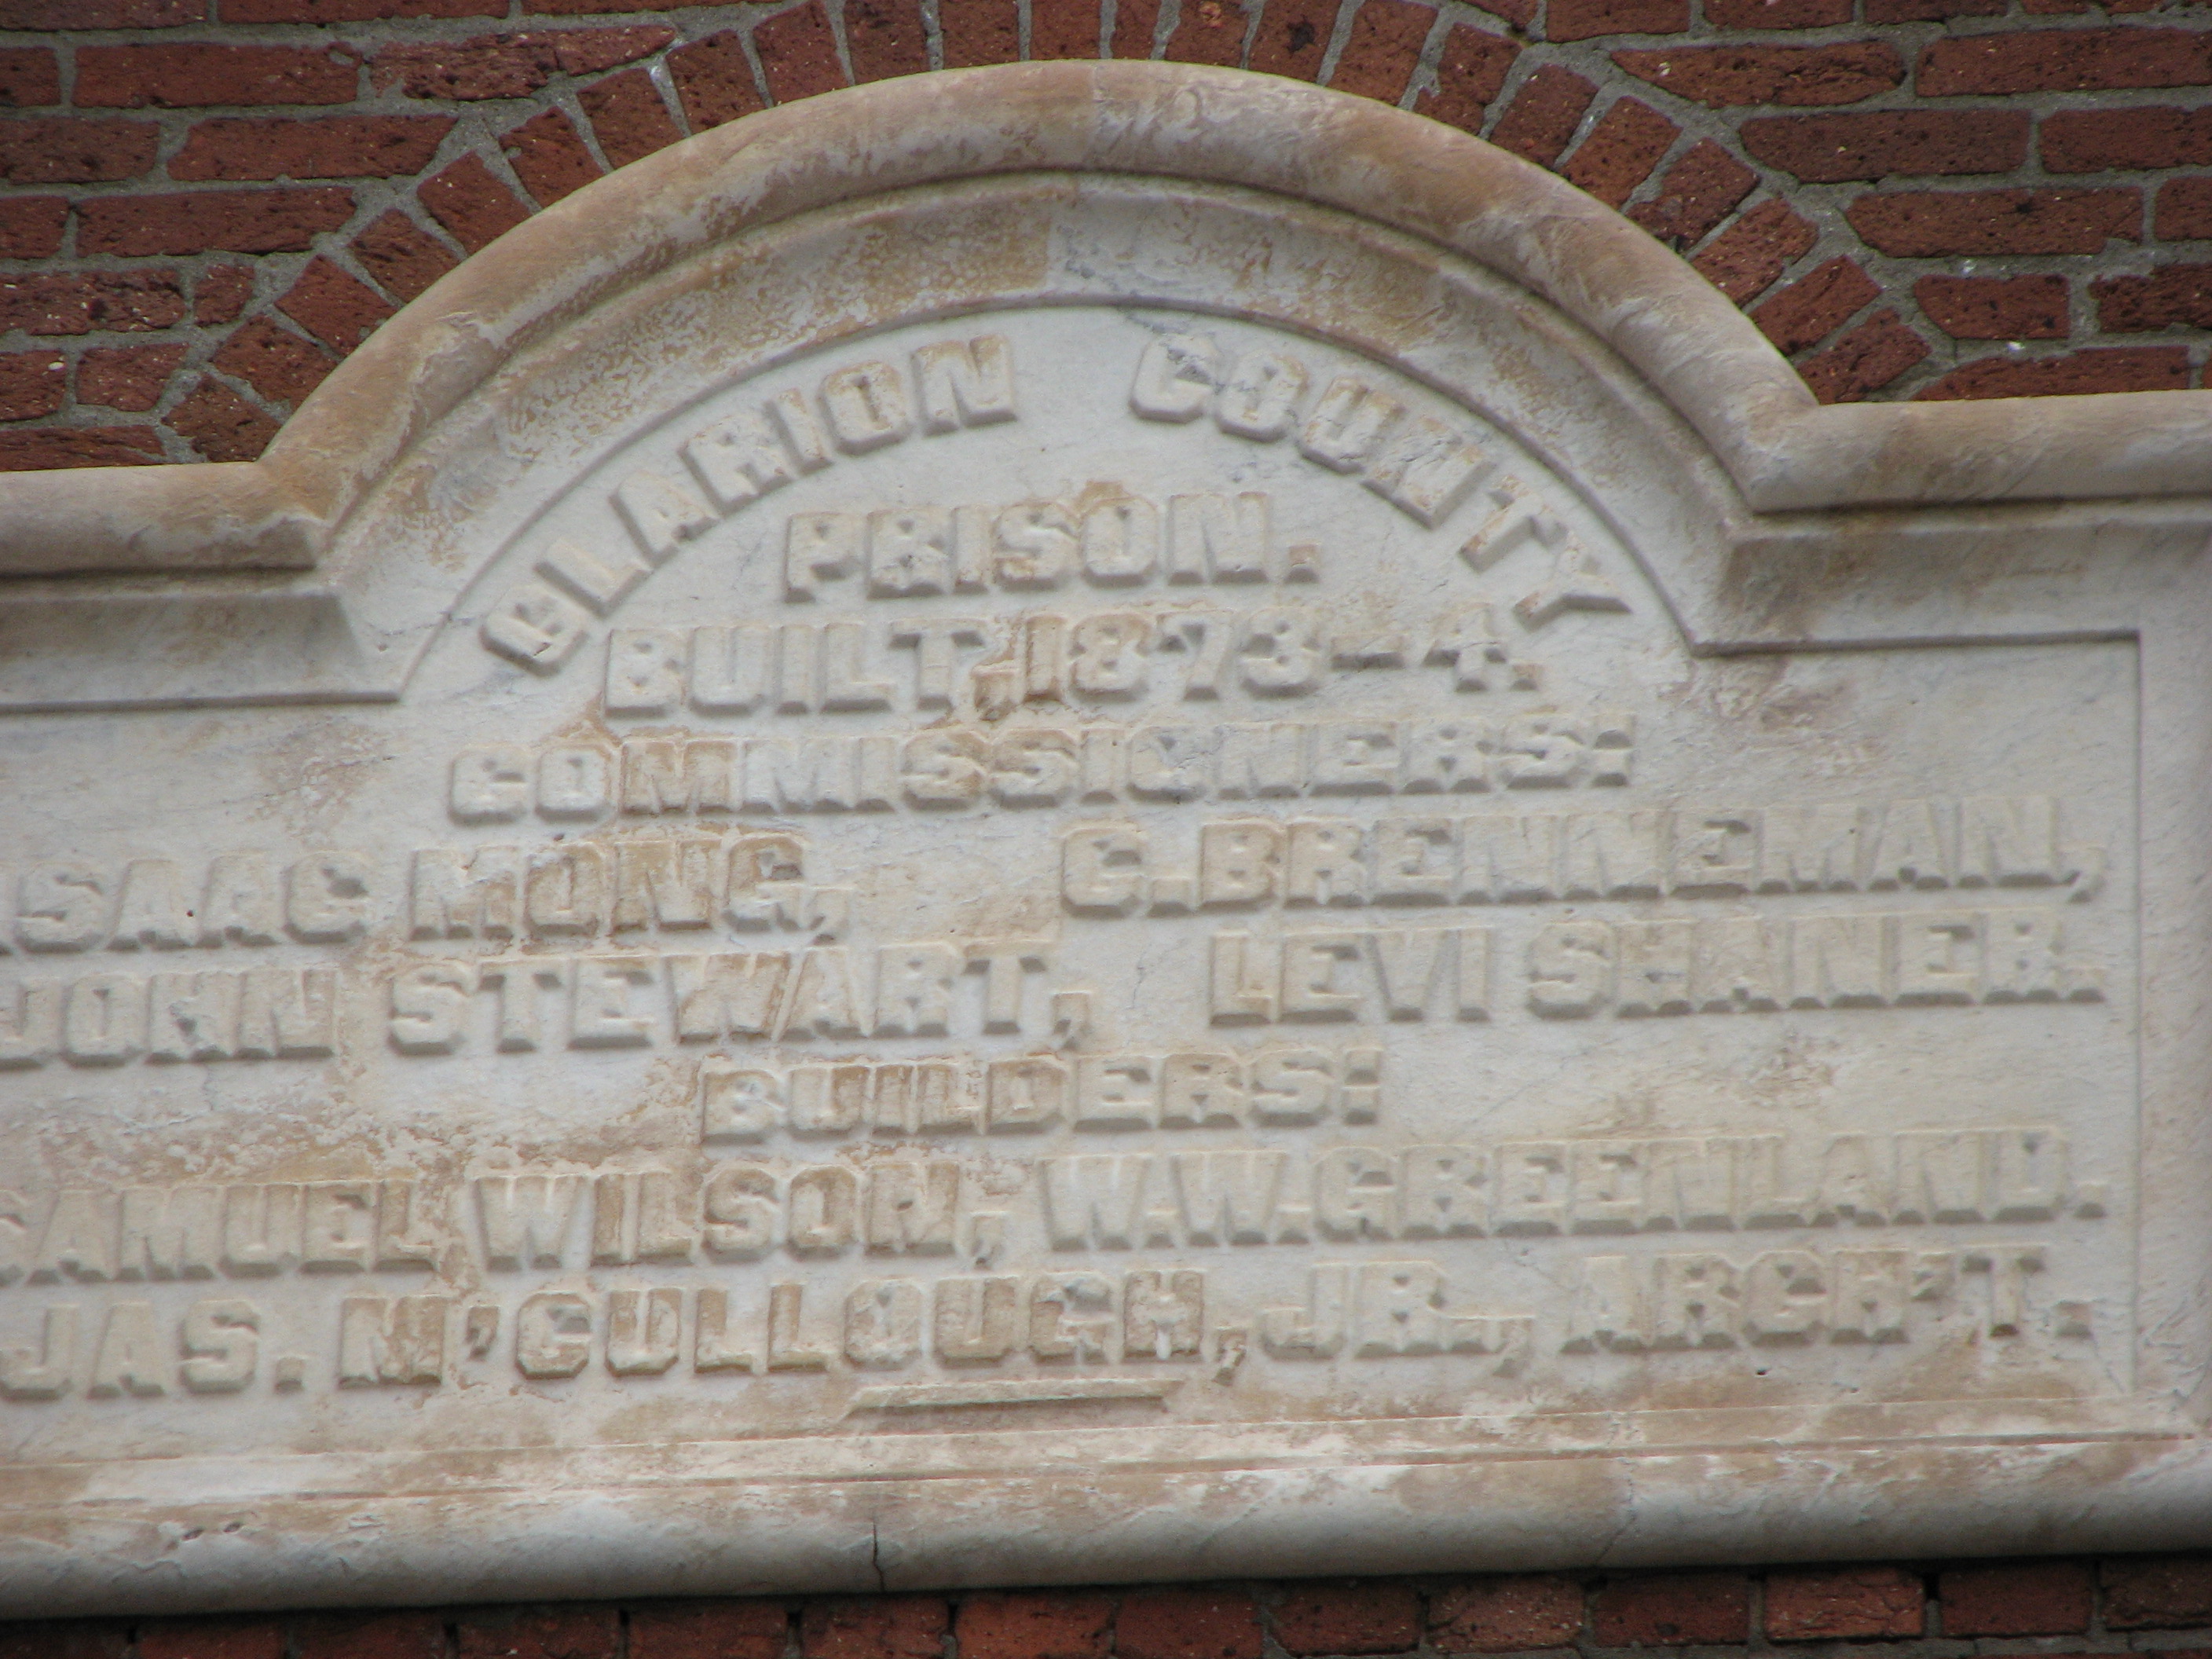 CLARION COUNTY
PRISON.
BUILT, 1873-4.
COMMISSIONERS:
ISAAC MONG, C. BRENNEMAN,
JOHN STEWART, LEVI SHANER.
BUILDERS:
SAMUEL WILSON, W.W. GREENLAND.
JAS. M'CULLOUGH, JR., ARCH'T.